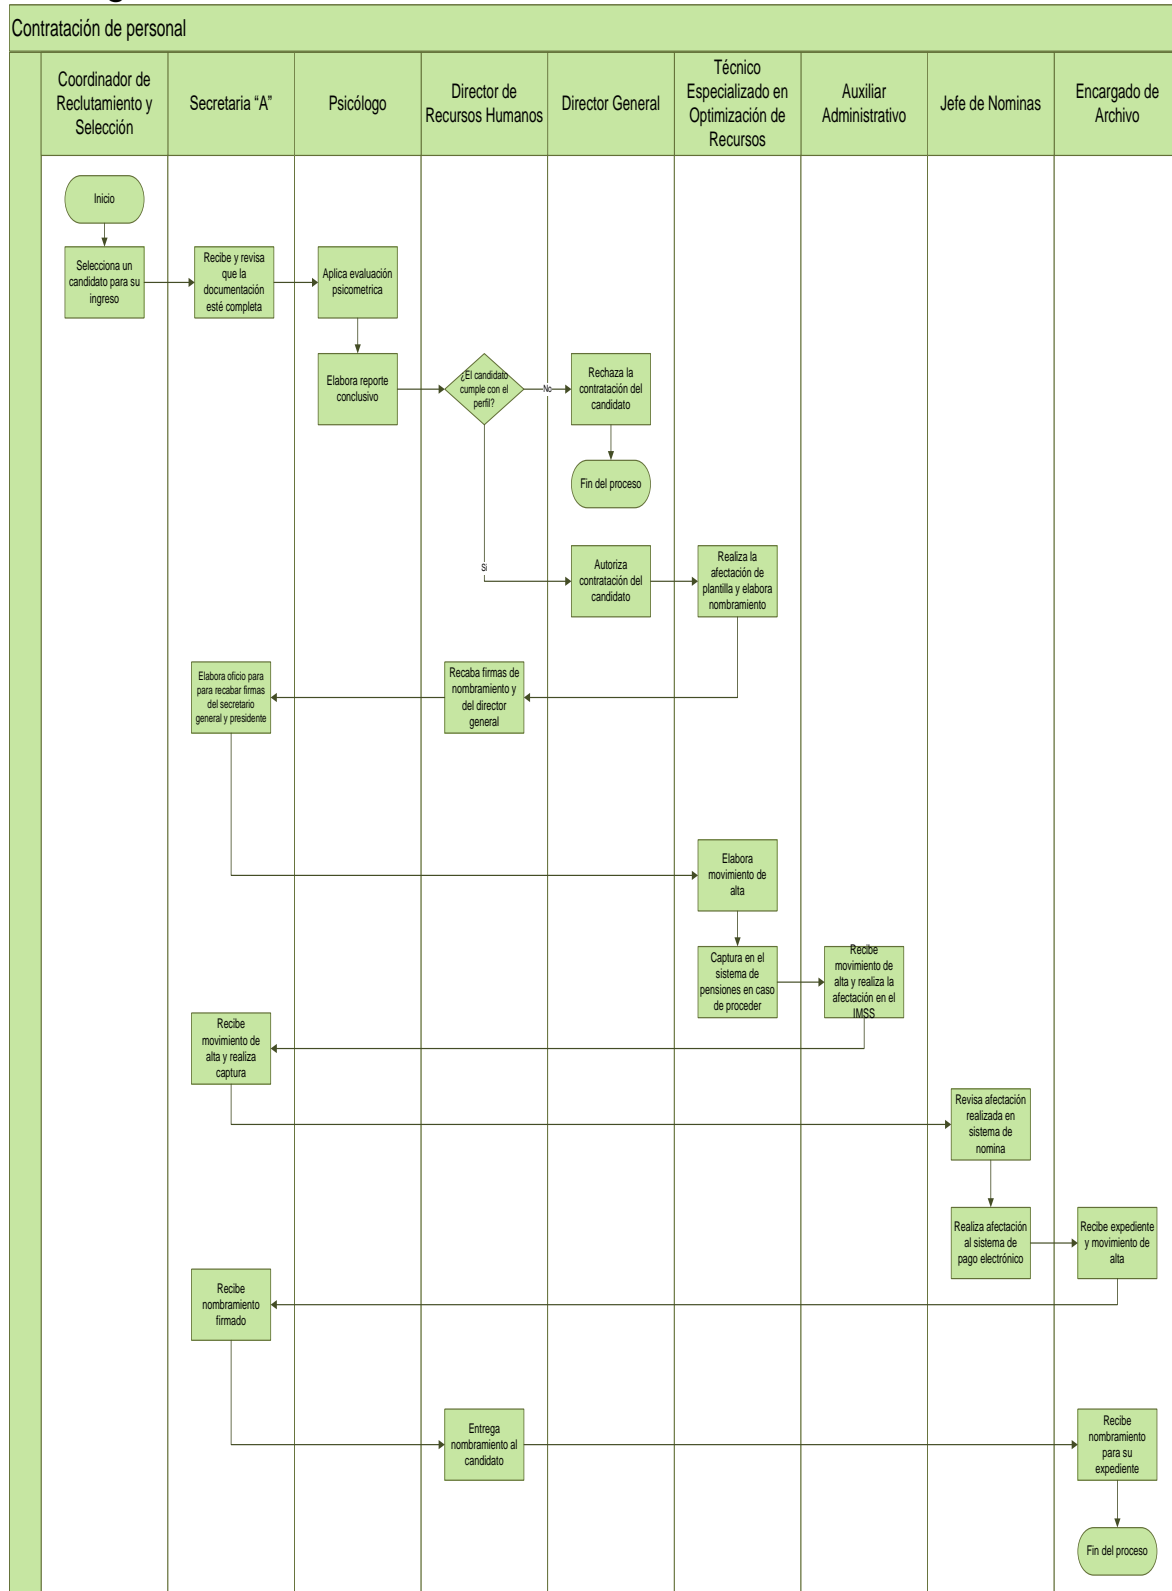 Contratación de personal
Coordinador de
Reclutamiento y
Selección
Secretaria “A”
Psicólogo
Director de
Recursos Humanos
Director General
Técnico
Especializado en
Optimización de
Recursos
Auxiliar
Administrativo
Jefe de Nominas
Encargado de
Archivo
Inicio
Selecciona un
candidato para su
ingreso
Recibe y revisa
que la
documentación
esté completa
Aplica evaluación
psicometrica
Elabora reporte
conclusivo
¿El candidato
cumple con el
perfil?
No
Rechaza la
contratación del
candidato
Fin del proceso
Si
Autoriza
contratación del
candidato
Realiza la
afectación de
plantilla y elabora
nombramiento
Recaba firmas de
nombramiento y
del director
general
Elabora oficio para
para recabar firmas
del secretario
general y presidente
Elabora
movimiento de
alta
Captura en el
sistema de
pensiones en caso
de proceder
Recibe
movimiento de
alta y realiza la
afectación en el
IMSS
Recibe
movimiento de
alta y realiza
captura
Revisa afectación
realizada en
sistema de
nomina
Realiza afectación
al sistema de
pago electrónico
Recibe expediente
y movimiento de
alta
Recibe
nombramiento
firmado
Entrega
nombramiento al
candidato
Recibe
nombramiento
para su
expediente
Fin del proceso